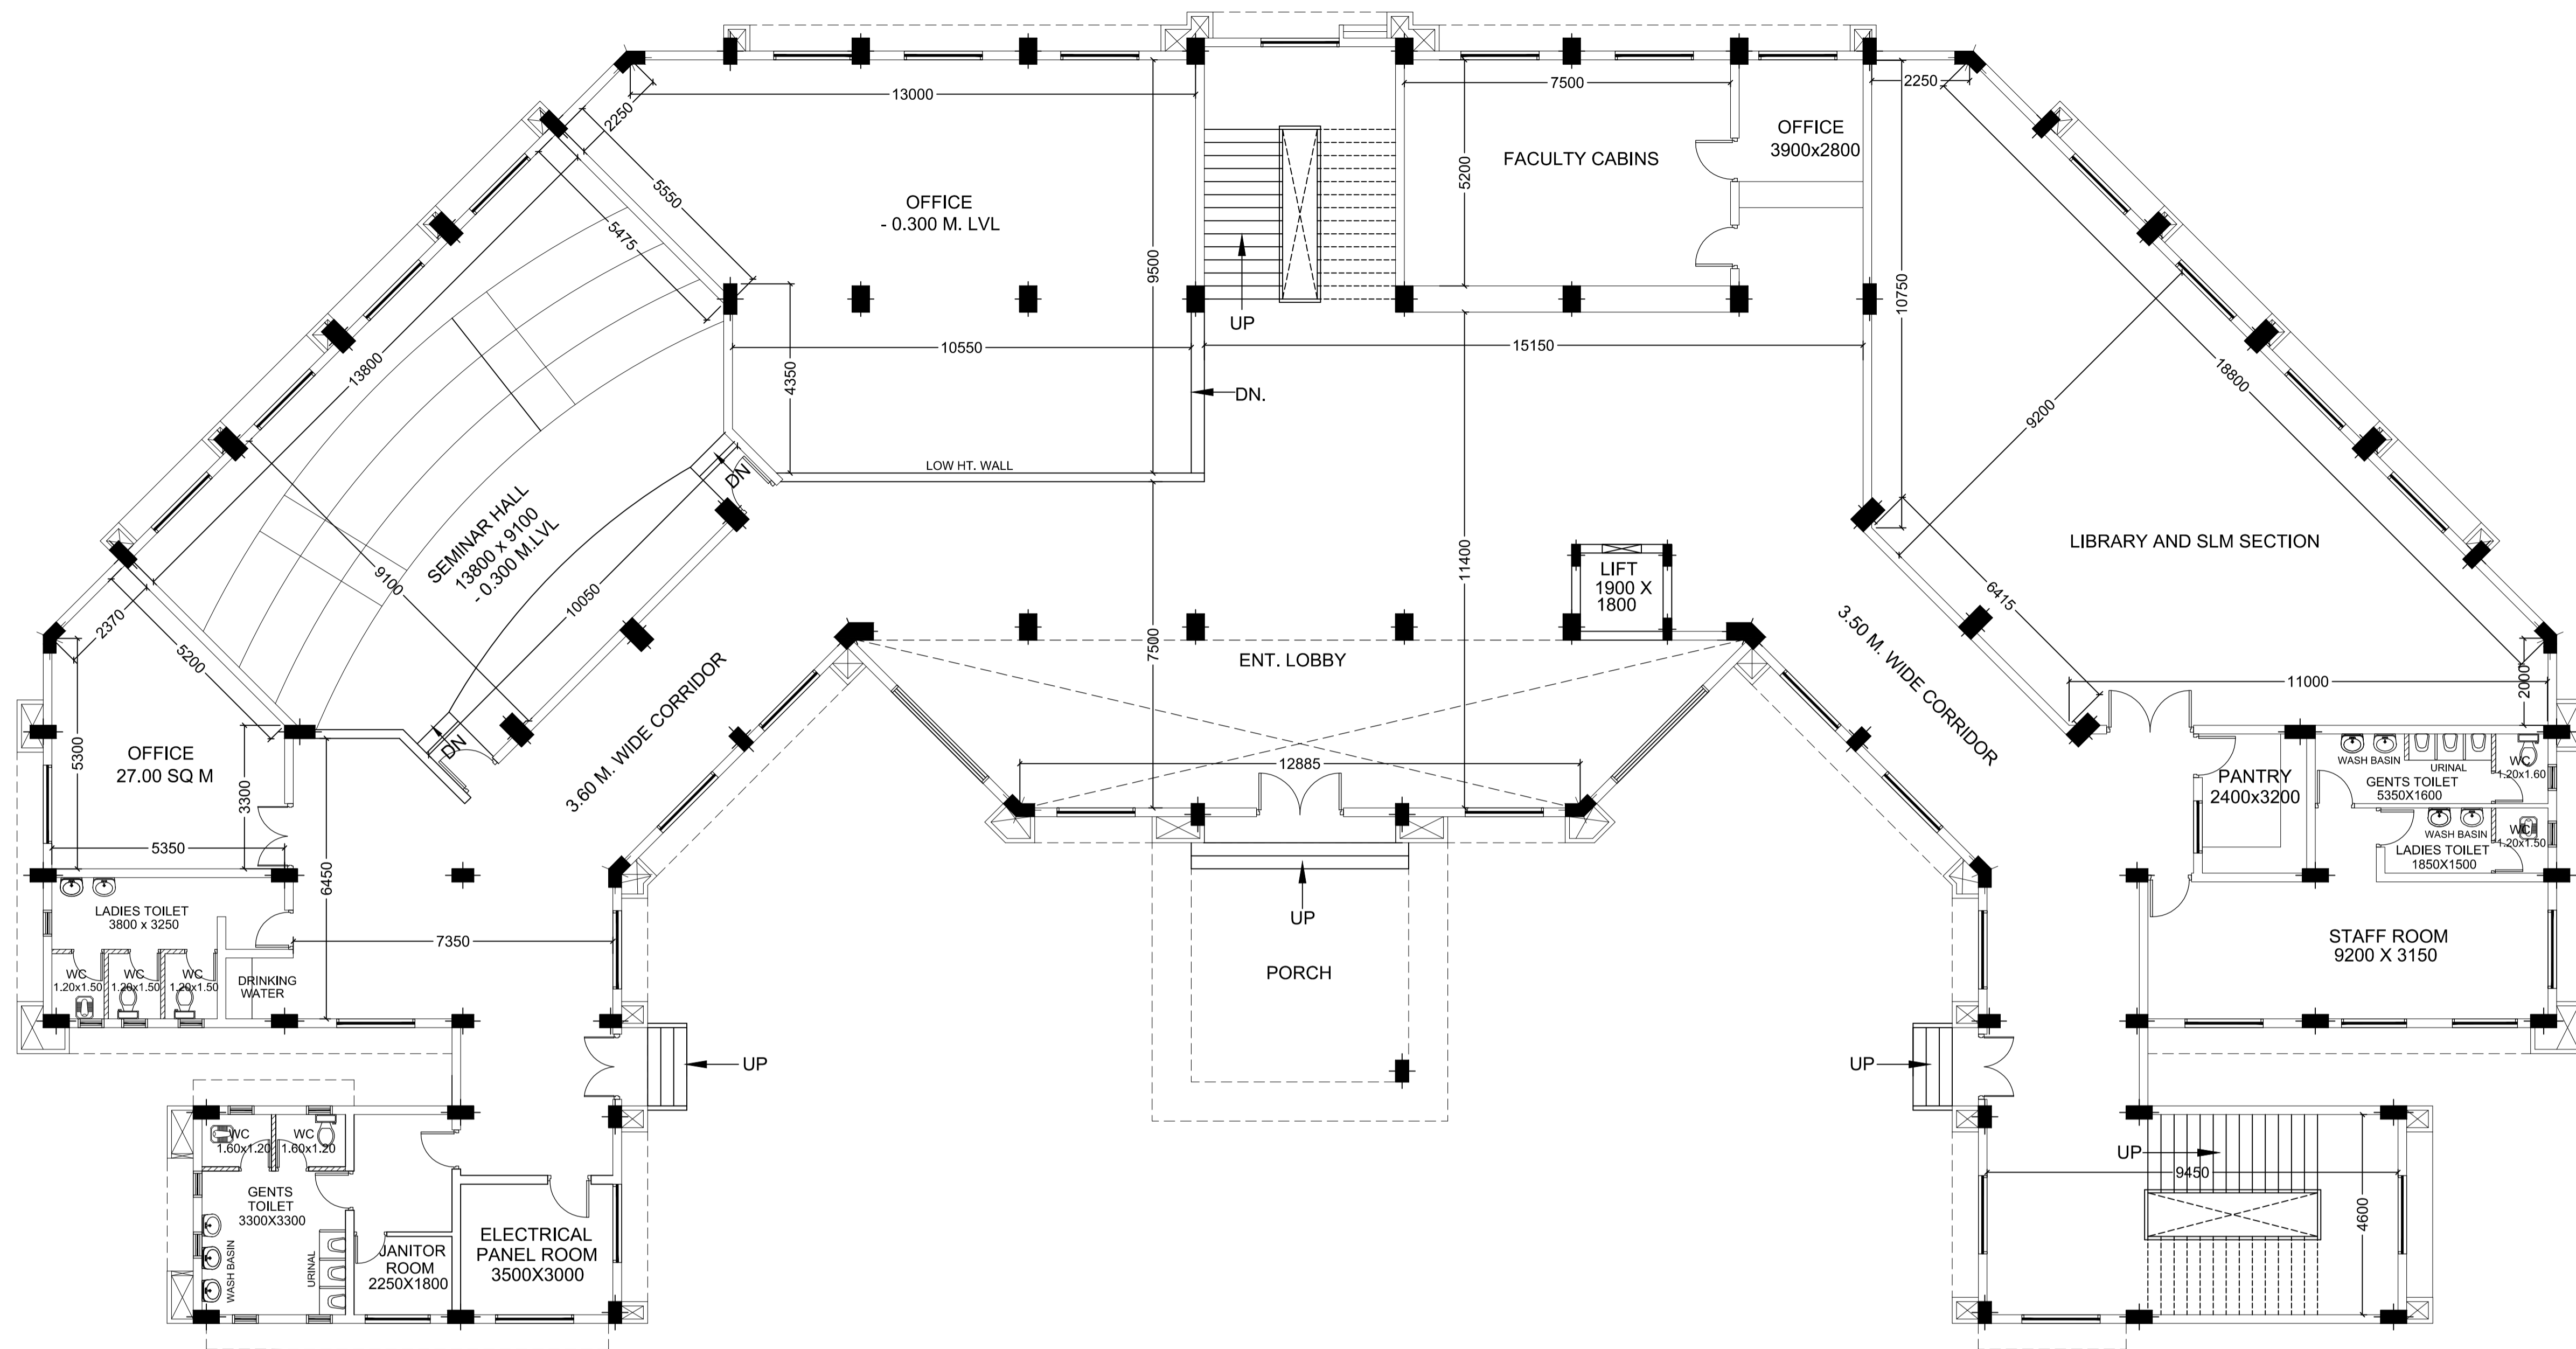 13000
2250
5550
5475
OFFICE
- 0.300 M. LVL
9500
10550
4350
LOW HT. WALL
UP
DN.
7500
5200
FACULTY CABINS
OFFICE
3900x2800
2250
15150
10750
11400
18800
9200
LIBRARY AND SLM SECTION
6415
11000
2000
13800
SEMINAR HALL
13800 x 9100
- 0.300 M.LVL
9100
10050
DN
DN
2370
5200
3.60 M. WIDE CORRIDOR
LIFT
1900 X
1800
ENT. LOBBY
7500
12885
3.50 M. WIDE CORRIDOR
OFFICE
27.00 SQ M
5300
3300
5350
6450
7350
LADIES TOILET
3800 x 3250
WC
1.20x1.50
WC
1.20x1.50
WC
1.20x1.50
DRINKING
WATER
UP
PORCH
UP
UP
PANTRY
2400x3200
WASH BASIN
URINAL
WC
1.20x1.60
GENTS TOILET
5350X1600
WASH BASIN
WC
1.20x1.50
LADIES TOILET
1850X1500
STAFF ROOM
9200 X 3150
WC
1.60x1.20
WC
1.60x1.20
GENTS
TOILET
3300X3300
WASH BASIN
URINAL
JANITOR
ROOM
2250X1800
ELECTRICAL
PANEL ROOM
3500X3000
UP
9450
4600